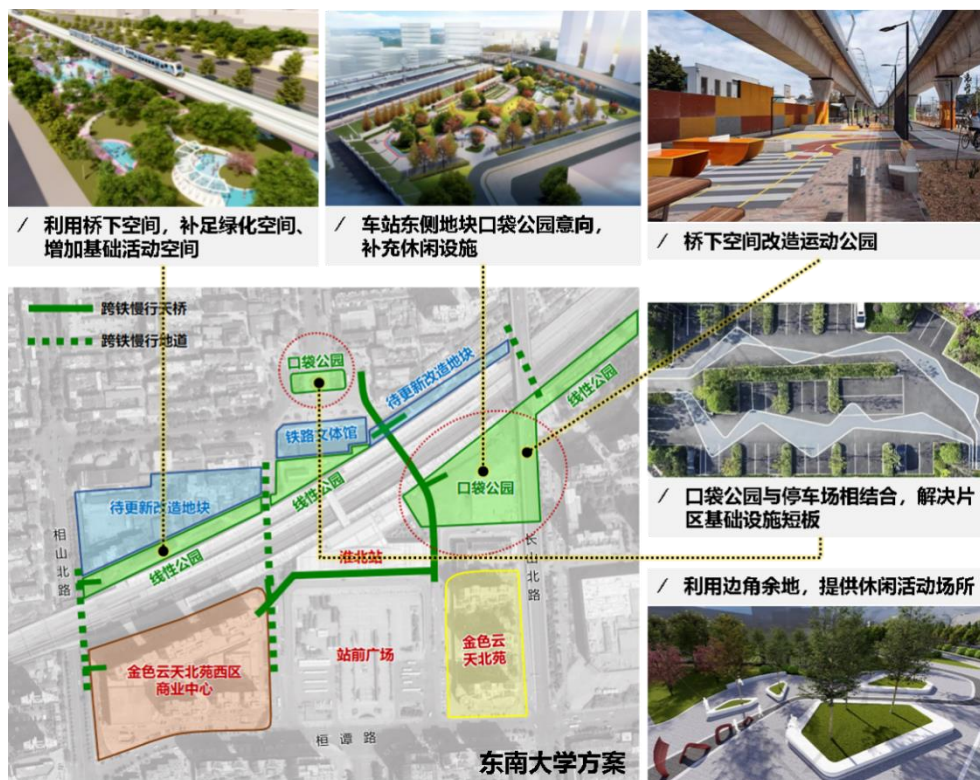 / 利用桥下空间，补足绿化空间、
增加基础活动空间
/ 车站东侧地块口袋公园意向，
补充休闲设施
/ 桥下空间改造运动公园
跨铁慢行天桥
跨铁慢行地道
口袋公园
待更新改造地块
线性公园
铁路文体馆
线性公园
口袋公园
待更新改造地块
线性公园
相山北路
淮北站
长山北路
金色云天北苑西区
商业中心
站前广场
金色云
天北苑
桓谭路
东南大学方案
/ 口袋公园与停车场相结合，解决片
区基础设施短板
/ 利用边角余地，提供休闲活动场所